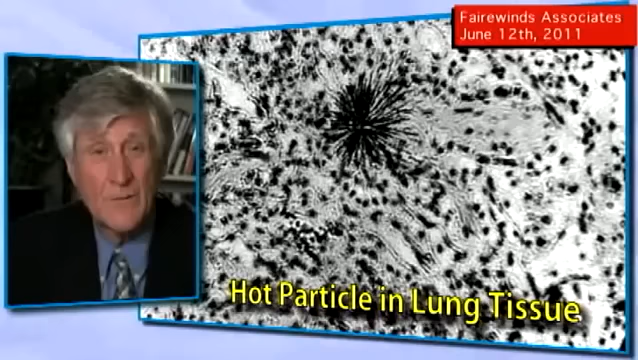 Fairewinds Associates
June 12th, 2011
Hot Particle in Lung Tissue